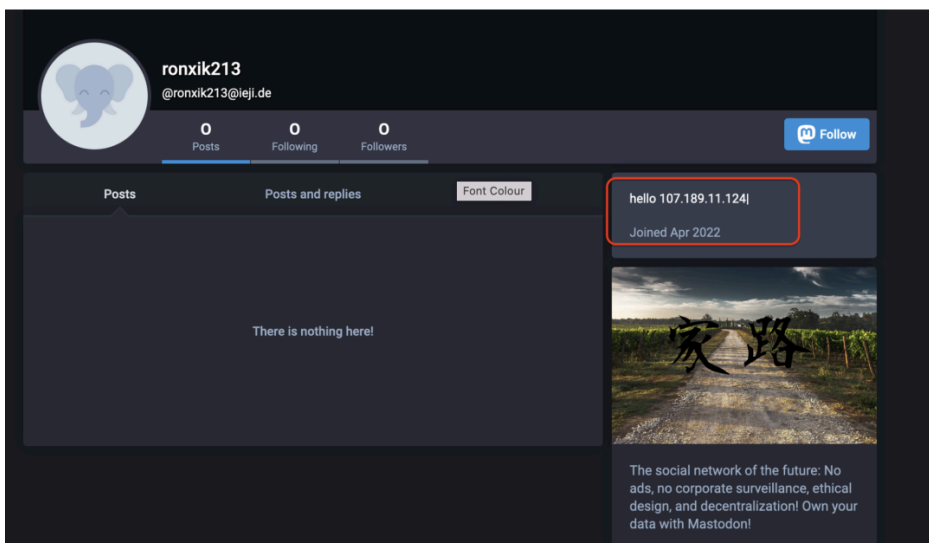 ronxik213
@ronxik213@ieji.de
0
Posts
0
Following
0
Followers
Follow
Posts
Posts and replies
Font Colour
There is nothing here!
hello 107.189.11.124|
Joined Apr 2022
家路
The social network of the future: No
ads, no corporate surveillance, ethical
design, and decentralization! Own your
data with Mastodon!